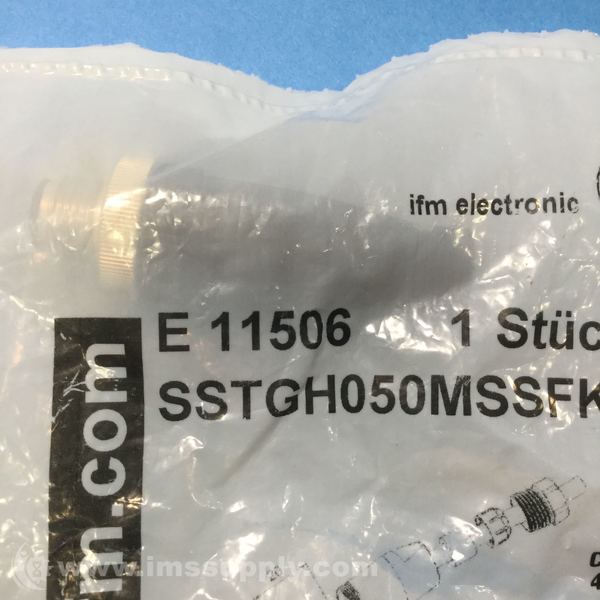 ifm electronic
E 11506 1 Stüc
SSTGH050MSSFK
m.com
www.imssupply.com